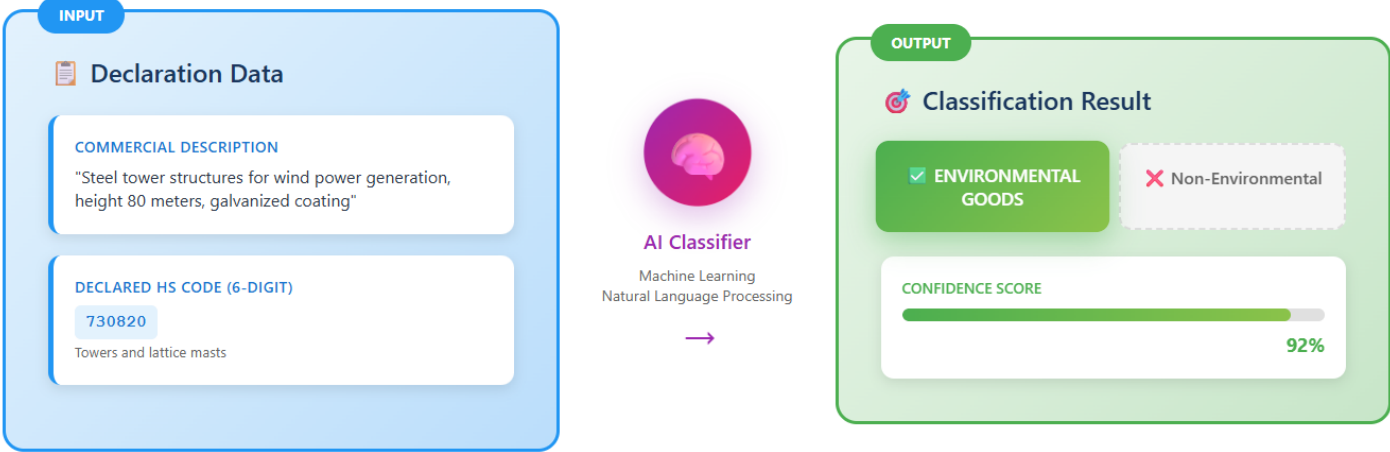 INPUT
Declaration Data
COMMERCIAL DESCRIPTION
"Steel tower structures for wind power generation,
height 80 meters, galvanized coating"
DECLARED HS CODE (6-DIGIT)
730820
Towers and lattice masts
AI Classifier
Machine Learning
Natural Language Processing
→
OUTPUT
Classification Result
✅ ENVIRONMENTAL
GOODS
❌ Non-Environmental
CONFIDENCE SCORE
92%